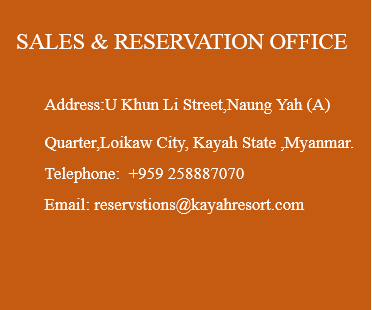 SALES & RESERVATION OFFICE
Address:U Khun Li Street,Naung Yah (A)
Quarter,Loikaw City, Kayah State ,Myanmar.
Telephone:  +959 258887070
Email: reservstions@kayahresort.com